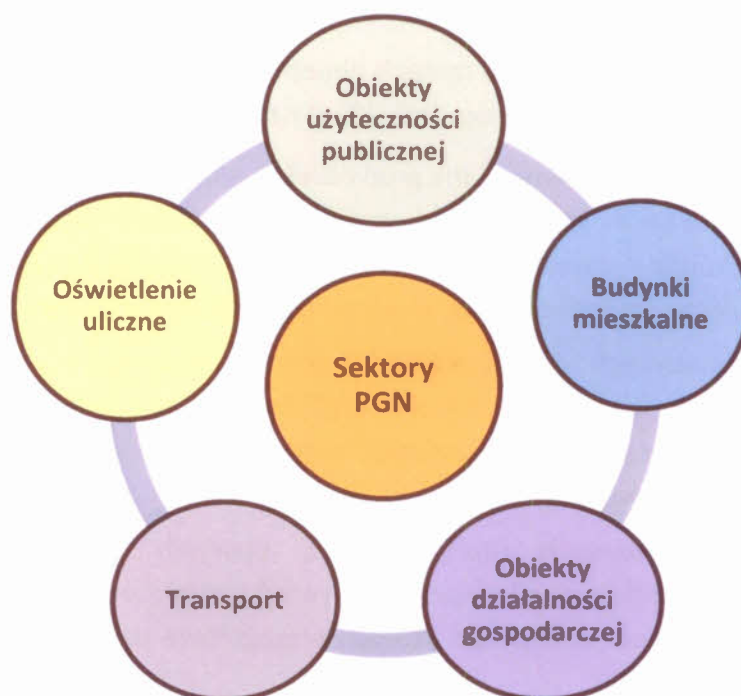 Obiekty
użyteczności
publicznej
Oświetlenie
uliczne
Budynki
mieszkalne
Sektory
PGN
Transport
Obiekty
działalności
gospodarczej